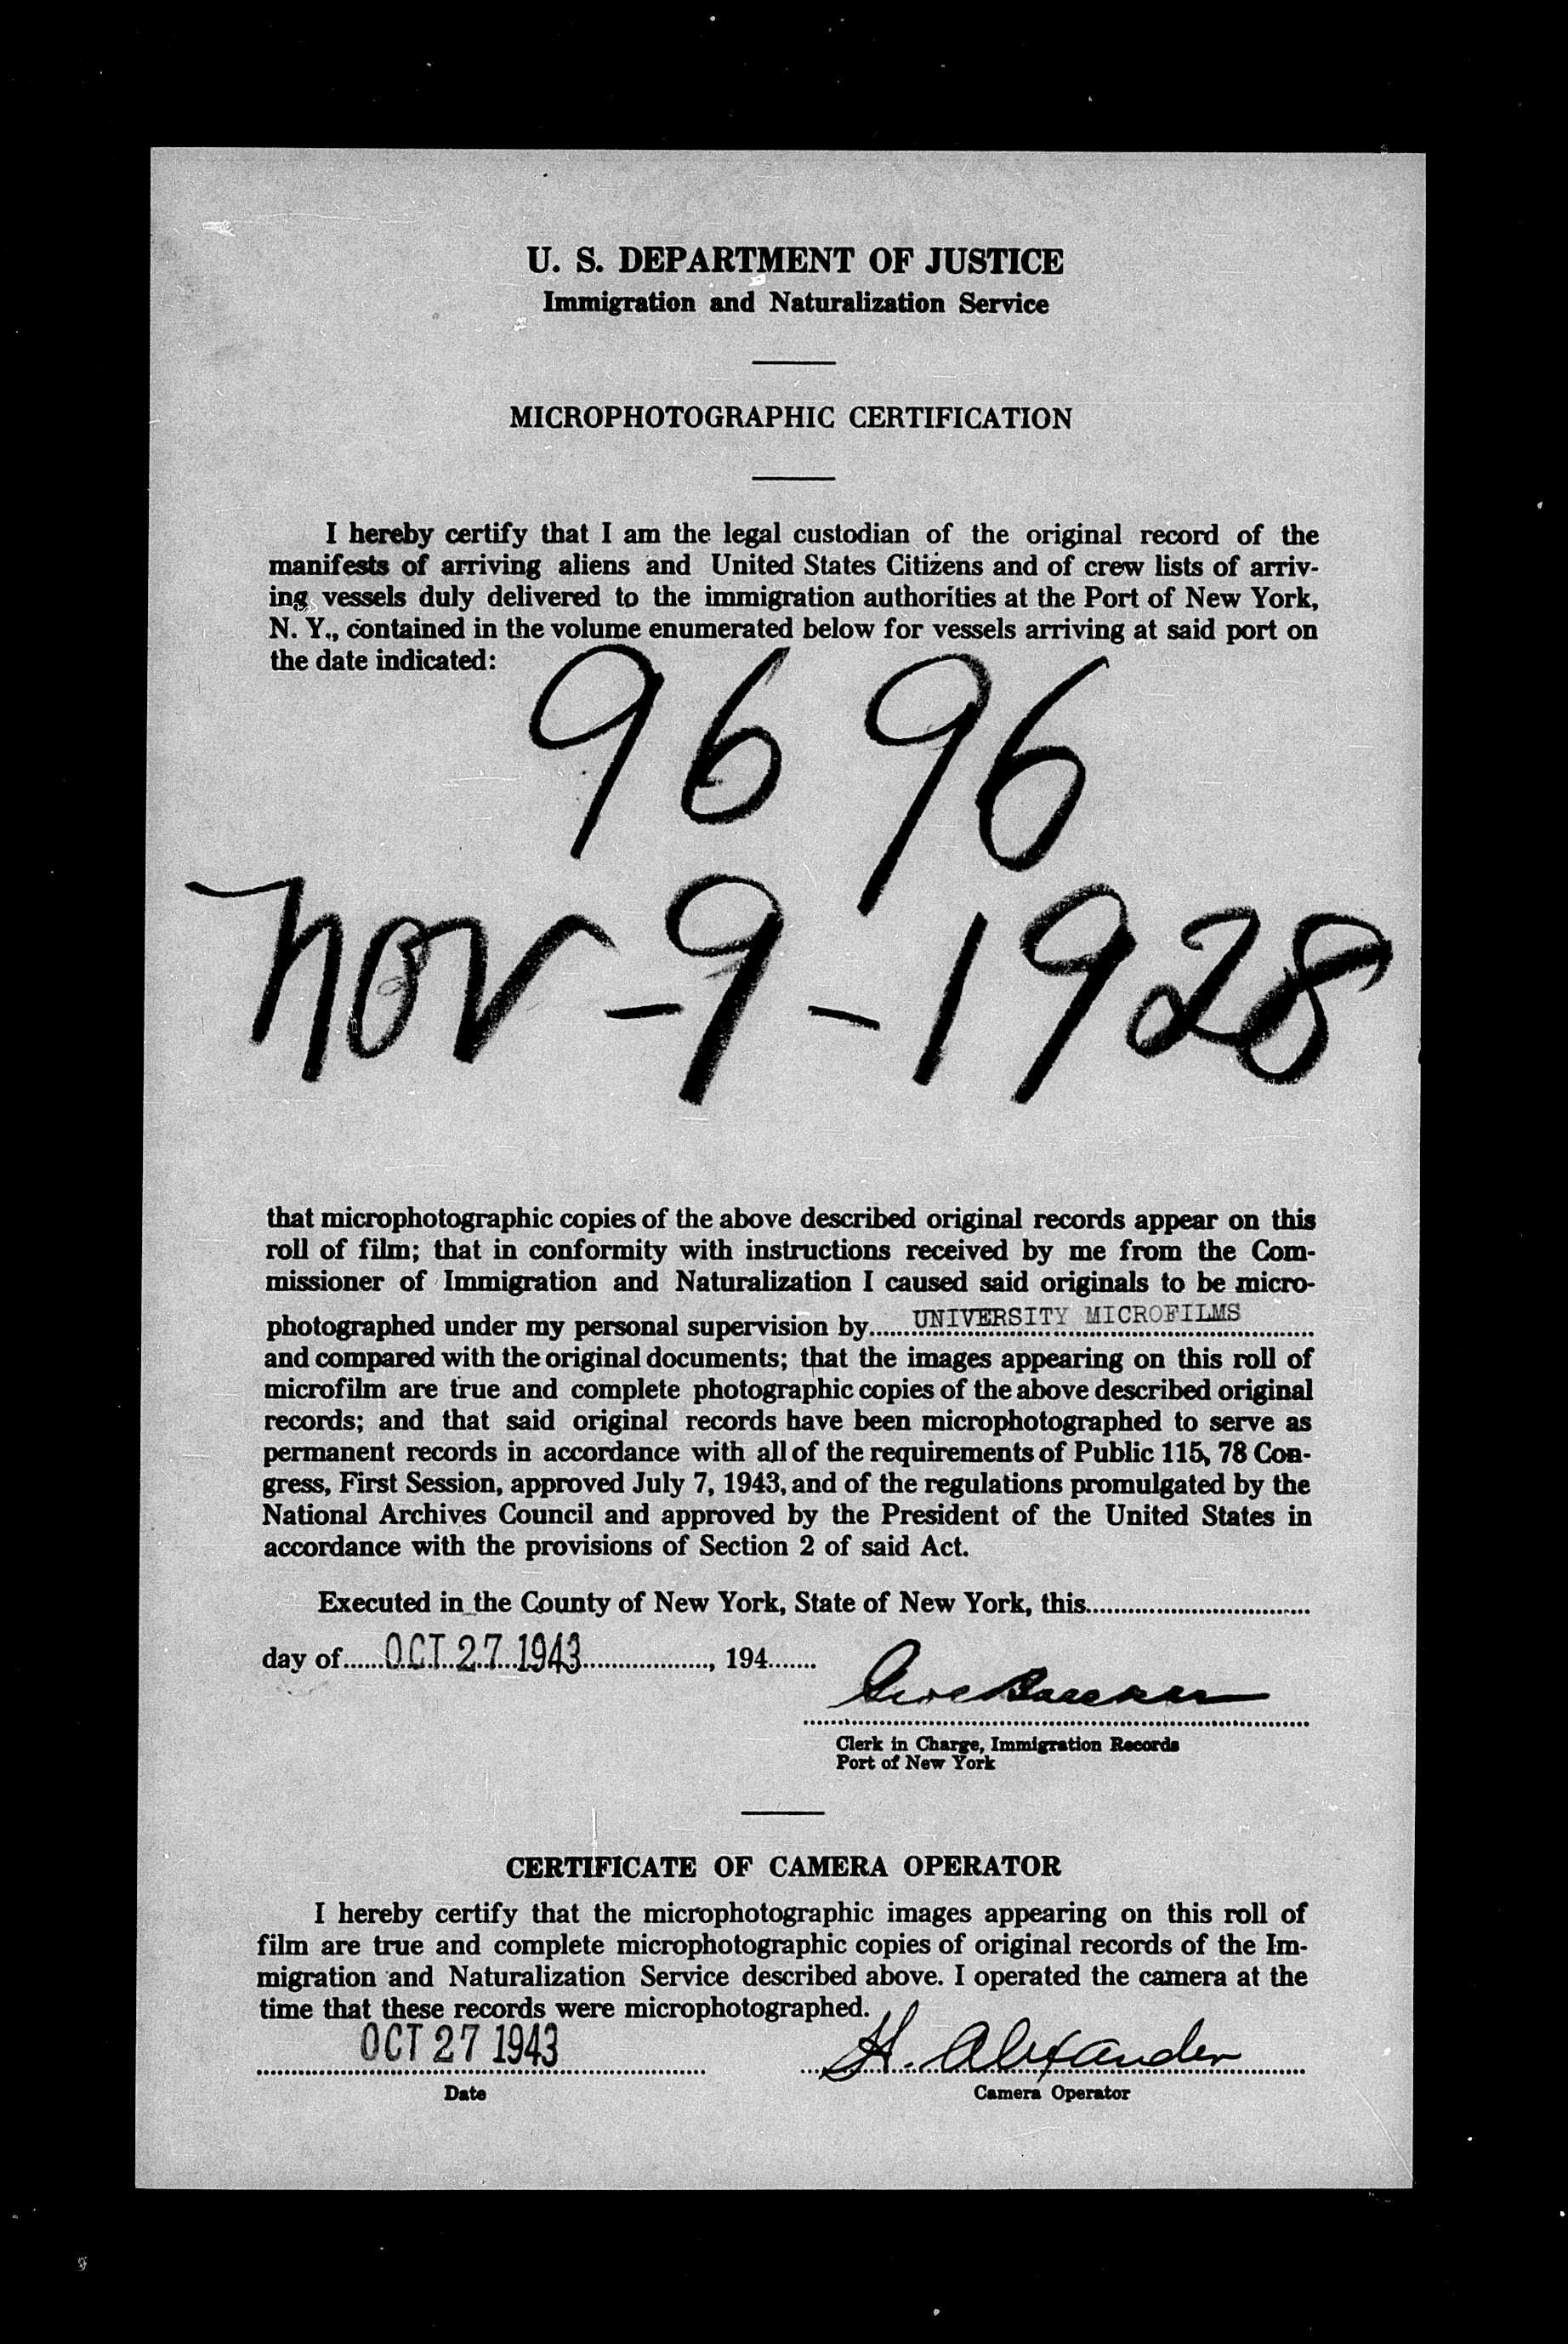 U. S. DEPARTMENT OF JUSTICE
Immigration and Naturalization Service
MICROPHOTOGRAPHIC CERTIFICATION
I hereby certify that I am the legal custodian of the original record of the
manifests of arriving aliens and United States Citizens and of crew lists of arriv-
ing vessels duly delivered to the immigration authorities at the Port of New York,
N. Y., contained in the volume enumerated below for vessels arriving at said port on
the date indicated:
9696
Nov-9-1928
that microphotographic copies of the above described original records appear on this
roll of film; that in conformity with instructions received by me from the Com-
missioner of Immigration and Naturalization I caused said originals to be micro-
photographed under my personal supervision by......UNIVERSITY MICROFILMS
and compared with the original documents; that the images appearing on this roll of
microfilm are true and complete photographic copies of the above described original
records; and that said original records have been microphotographed to serve as
permanent records in accordance with all of the requirements of Public 115, 78 Con-
gress, First Session, approved July 7, 1943, and of the regulations promulgated by the
National Archives Council and approved by the President of the United States in
accordance with the provisions of Section 2 of said Act.
Executed in the County of New York, State of New York, this................................
day of......OCT 27 1943..................., 194.......
Clerk in Charge, Immigration Records
Port of New York
CERTIFICATE OF CAMERA OPERATOR
I hereby certify that the microphotographic images appearing on this roll of
film are true and complete microphotographic copies of original records of the Im-
migration and Naturalization Service described above. I operated the camera at the
time that these records were microphotographed.
OCT 27 1943 H. Alexander
Date Camera Operator